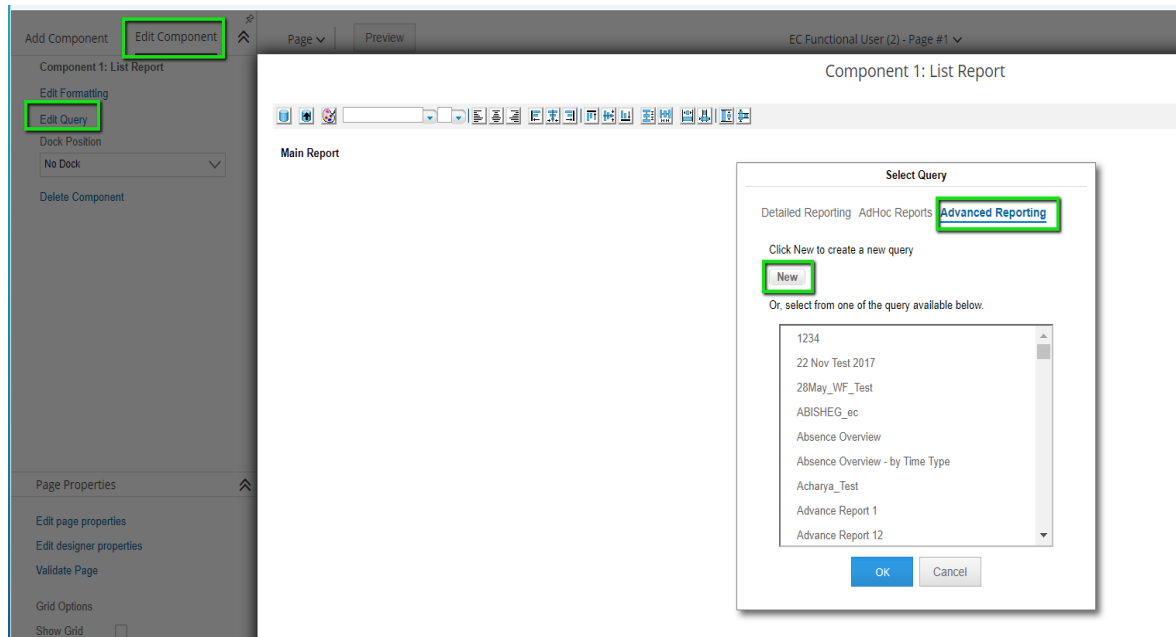 Add Component Edit Component
Page Preview EC Functional User (2) - Page #1
Component 1: List Report
Edit Formatting
Edit Query
Dock Position
No Dock
Delete Component
Page Properties
Edit page properties
Edit designer properties
Validate Page
Grid Options
Show Grid
Component 1: List Report
Main Report
Select Query
Detailed Reporting AdHoc Reports Advanced Reporting
Click New to create a new query
New
Or, select from one of the query available below.
1234
22 Nov Test 2017
28May_WF_Test
ABISHEG_ec
Absence Overview
Absence Overview - by Time Type
Acharya_Test
Advance Report 1
Advance Report 12
OK Cancel